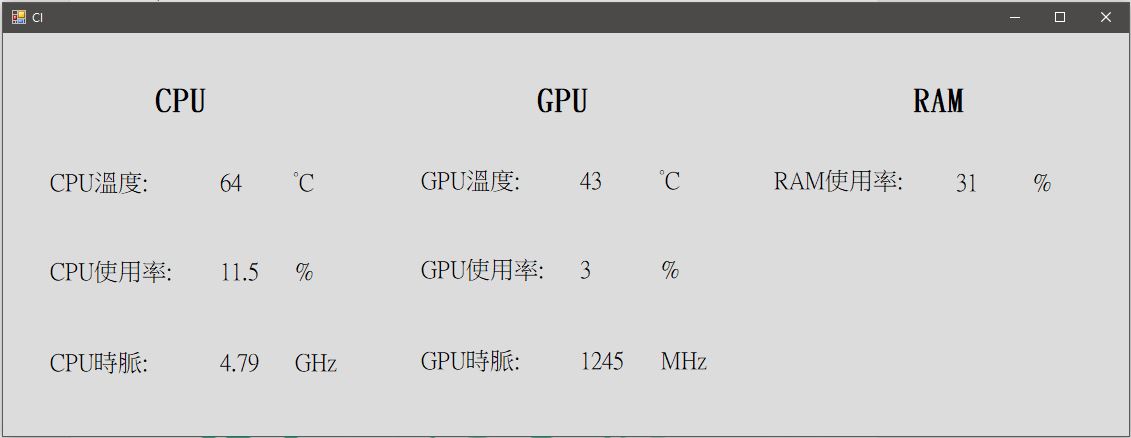 CI
CPU GPU RAM
CPU溫度: 64 ℃ GPU溫度: 43 ℃ RAM使用率: 31 %
CPU使用率: 11.5 % GPU使用率: 3 %
CPU時脈: 4.79 GHz GPU時脈: 1245 MHz